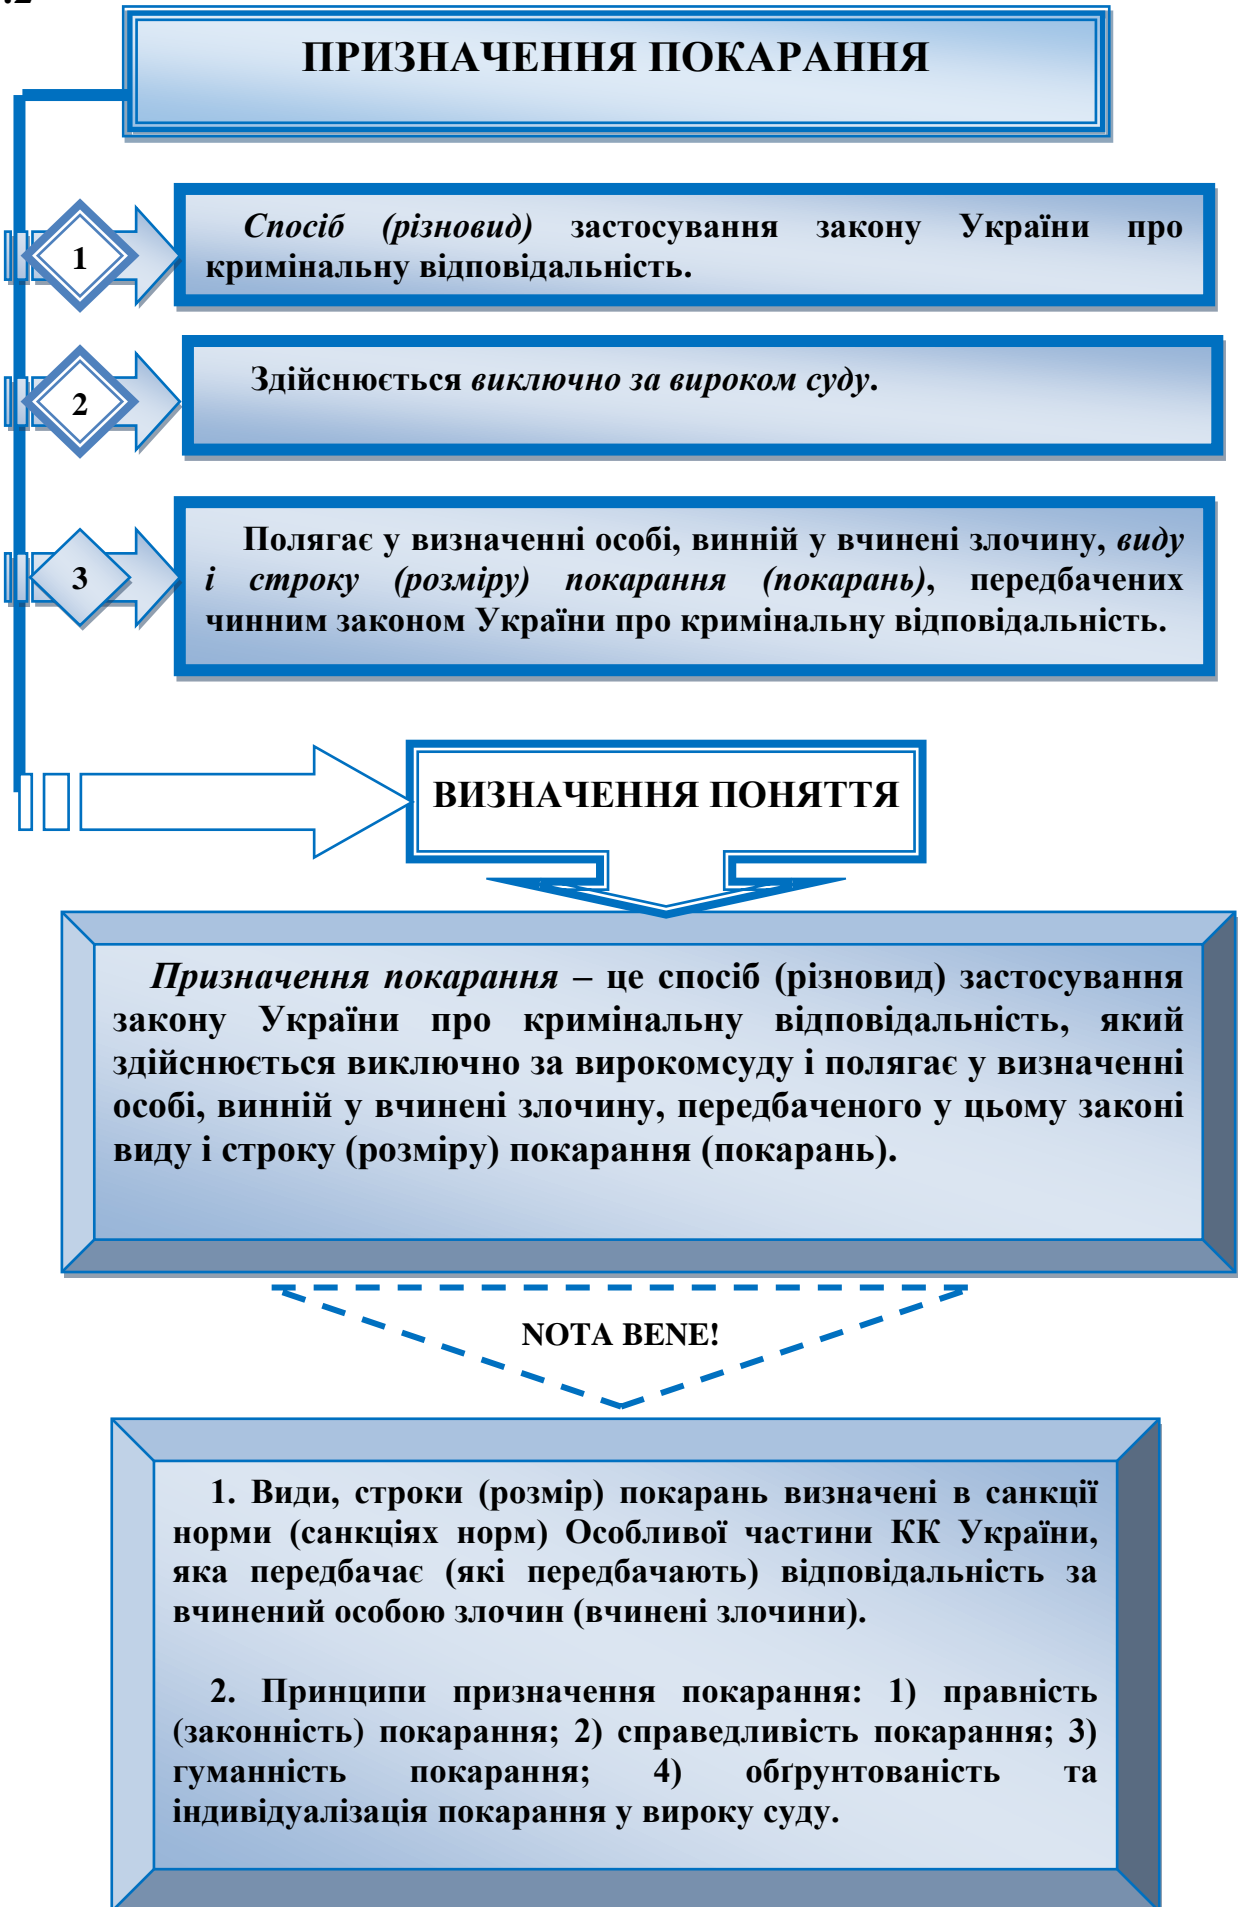 .2
ПРИЗНАЧЕННЯ ПОКАРАННЯ
1
Спосіб (різновид) застосування закону України про
кримінальну відповідальність.
2
Здійснюється виключно за вироком суду.
3
Полягає у визначенні особі, винній у вчинені злочину, виду
і строку (розміру) покарання (покарань), передбачених
чинним законом України про кримінальну відповідальність.
ВИЗНАЧЕННЯ ПОНЯТТЯ
Призначення покарання – це спосіб (різновид) застосування
закону України про кримінальну відповідальність, який
здійснюється виключно за вирокомсуду і полягає у визначенні
особі, винній у вчинені злочину, передбаченого у цьому законі
виду і строку (розміру) покарання (покарань).
NOTA BENE!
1. Види, строки (розмір) покарань визначені в санкції
норми (санкціях норм) Особливої частини КК України,
яка передбачає (які передбачають) відповідальність за
вчинений особою злочин (вчинені злочини).
2. Принципи призначення покарання: 1) правність
(законність) покарання; 2) справедливість покарання; 3)
гуманність покарання; 4) обґрунтованість та
індивідуалізація покарання у вироку суду.